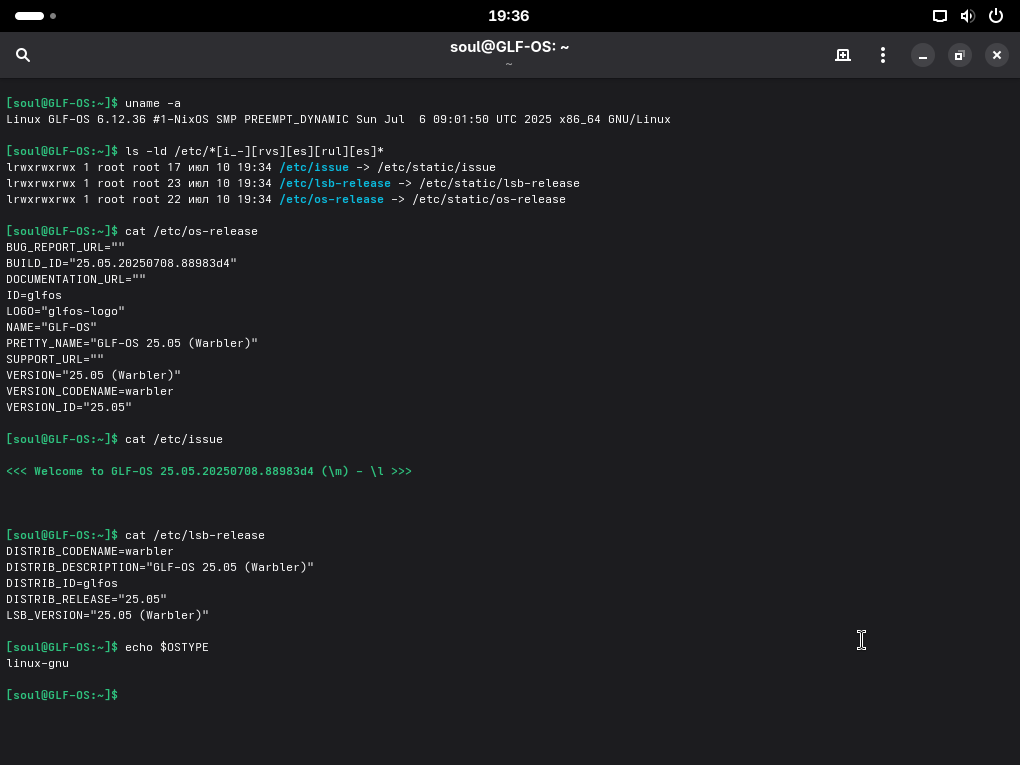 19:36
soul@GLF-OS: ~
~
[soul@GLF-OS:~]$ uname -a
Linux GLF-OS 6.12.36 #1-NixOS SMP PREEMPT_DYNAMIC Sun Jul  6 09:01:50 UTC 2025 x86_64 GNU/Linux
[soul@GLF-OS:~]$ ls -ld /etc/*[i_-][rvs][es][rul][es]*
lrwxrwxrwx 1 root root 17 июл 10 19:34 /etc/issue -> /etc/static/issue
lrwxrwxrwx 1 root root 23 июл 10 19:34 /etc/lsb-release -> /etc/static/lsb-release
lrwxrwxrwx 1 root root 22 июл 10 19:34 /etc/os-release -> /etc/static/os-release
[soul@GLF-OS:~]$ cat /etc/os-release
BUG_REPORT_URL=""
BUILD_ID="25.05.20250708.88983d4"
DOCUMENTATION_URL=""
ID=glfos
LOGO="glfos-logo"
NAME="GLF-OS"
PRETTY_NAME="GLF-OS 25.05 (Warbler)"
SUPPORT_URL=""
VERSION="25.05 (Warbler)"
VERSION_CODENAME=warbler
VERSION_ID="25.05"
[soul@GLF-OS:~]$ cat /etc/issue
<<< Welcome to GLF-OS 25.05.20250708.88983d4 (\m) - \l >>>
[soul@GLF-OS:~]$ cat /etc/lsb-release
DISTRIB_CODENAME=warbler
DISTRIB_DESCRIPTION="GLF-OS 25.05 (Warbler)"
DISTRIB_ID=glfos
DISTRIB_RELEASE="25.05"
LSB_VERSION="25.05 (Warbler)"
[soul@GLF-OS:~]$ echo $OSTYPE
linux-gnu
[soul@GLF-OS:~]$